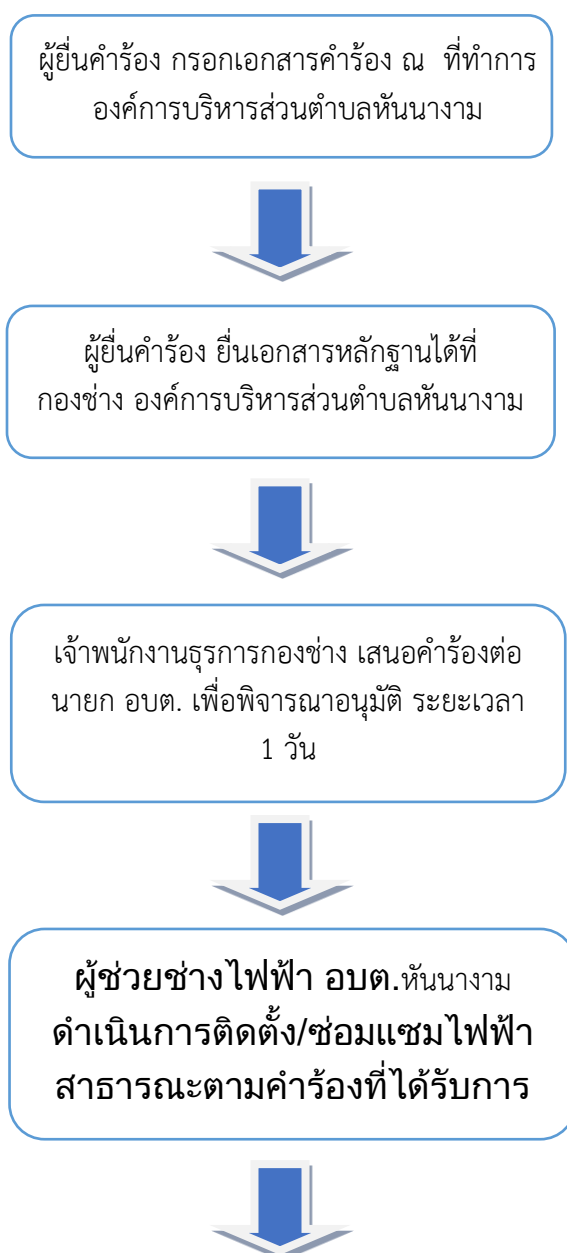 ผู้ยื่นคำร้อง กรอกเอกสารคำร้อง ณ ที่ทำการ
องค์การบริหารส่วนตำบลหันนางาม
ผู้ยื่นคำร้อง ยื่นเอกสารหลักฐานได้ที่
กองช่าง องค์การบริหารส่วนตำบลหันนางาม
เจ้าพนักงานธุรการกองช่าง เสนอคำร้องต่อ
นายก อบต. เพื่อพิจารณาอนุมัติ ระยะเวลา
1 วัน
ผู้ช่วยช่างไฟฟ้า อบต.หันนางาม
ดำเนินการติดตั้ง/ซ่อมแซมไฟฟ้า
สาธารณะตามคำร้องที่ได้รับการ